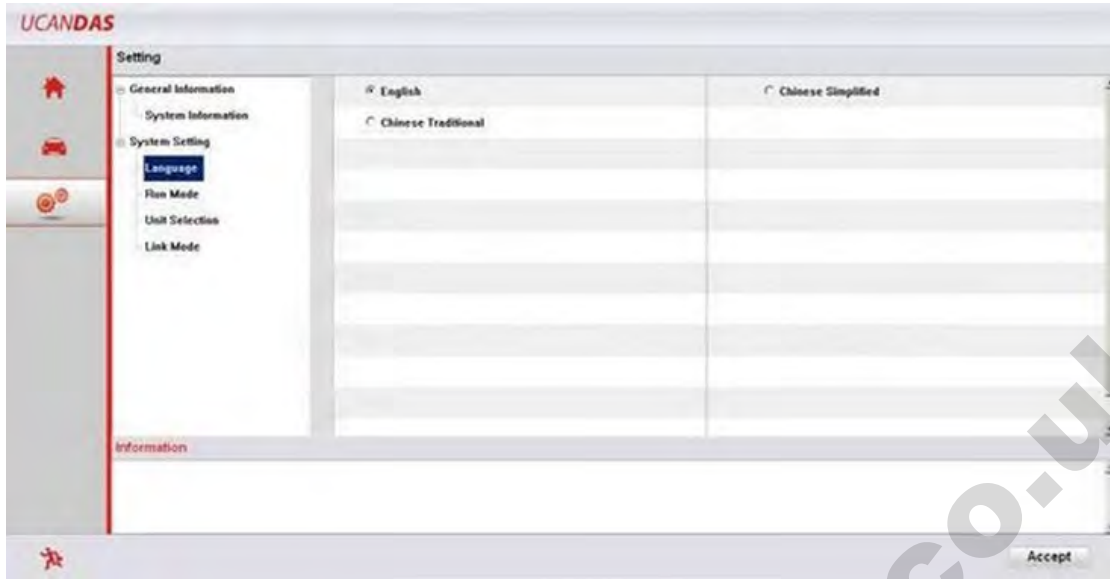 UCANDAS
Setting
General Information
System Information
System Setting
Language
Run Mode
Unit Selection
Link Mode
English
Chinese Simplified
Chinese Traditional
Information
Accept
co.u